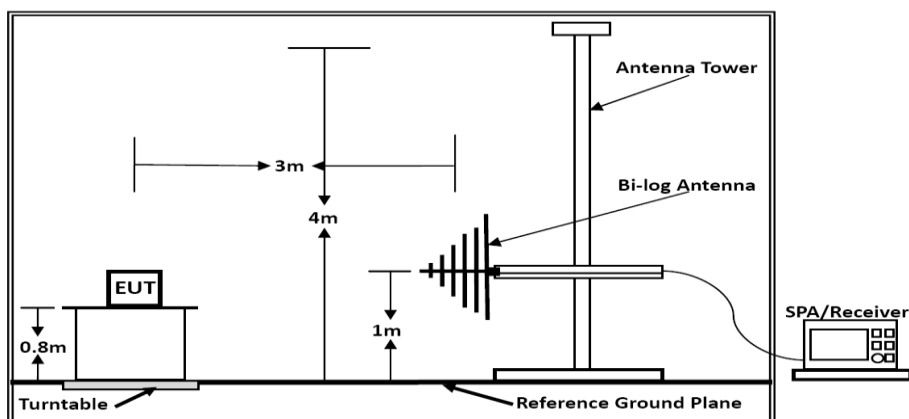 Antenna Tower
3m
Bi-log Antenna
4m
EUT
SPA/Receiver
1m
0.8m
Turntable
Reference Ground Plane